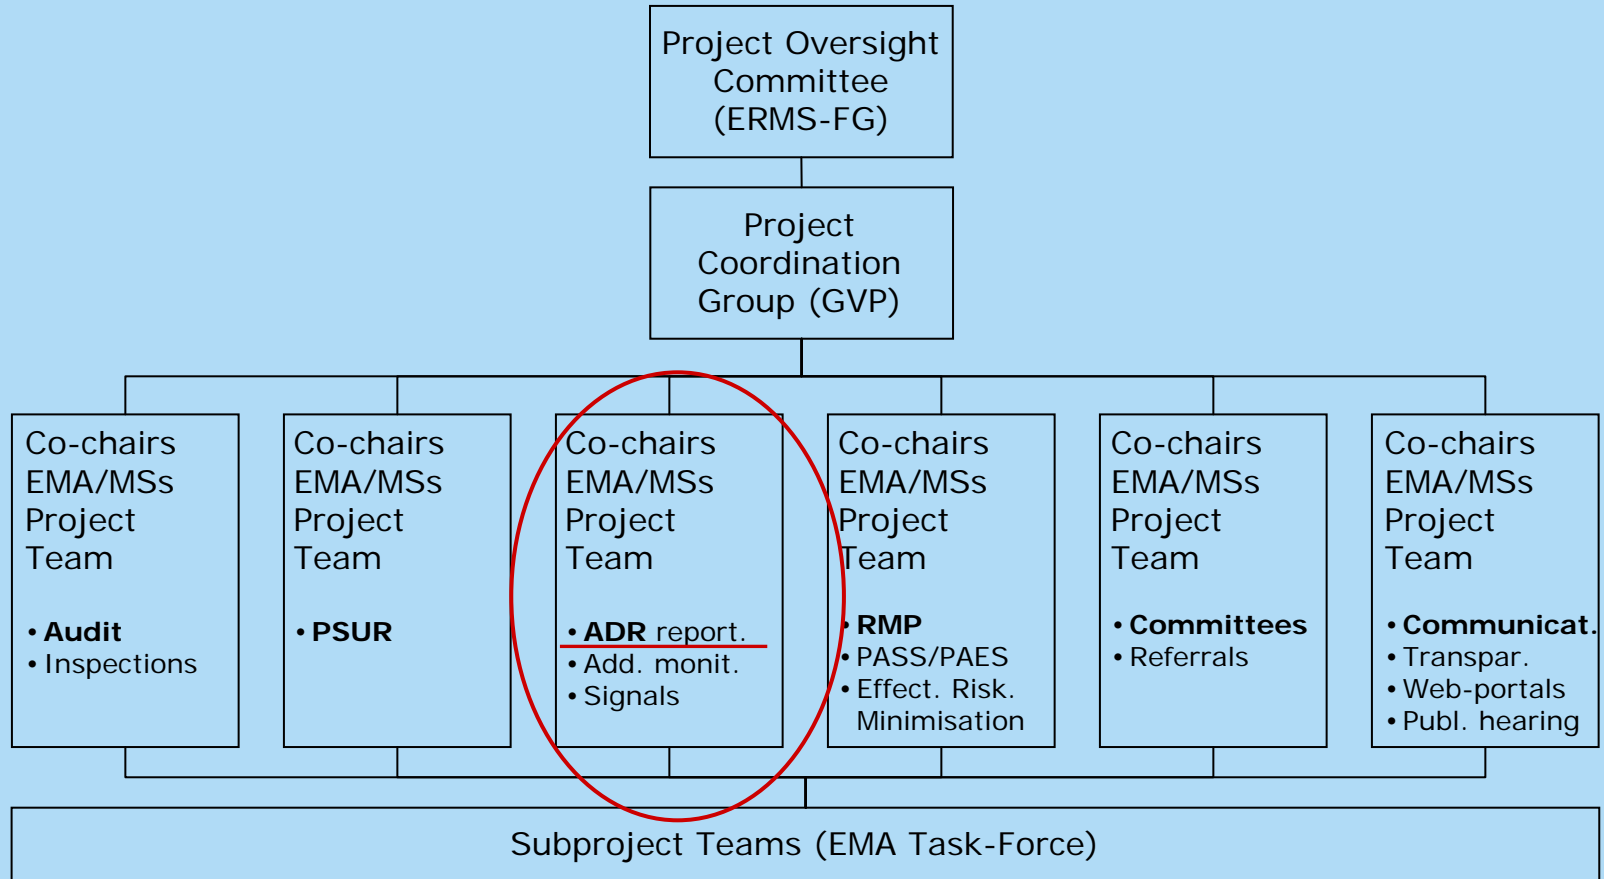 Project Oversight
Committee
(ERMS-FG)
Project
Coordination
Group (GVP)
Co-chairs
EMA/MSs
Project
Team
• Audit
• Inspections
Co-chairs
EMA/MSs
Project
Team
• PSUR
Co-chairs
EMA/MSs
Project
Team
• ADR report.
• Add. monit.
• Signals
Co-chairs
EMA/MSs
Project
Team
• RMP
• PASS/PAES
• Effect. Risk.
Minimisation
Co-chairs
EMA/MSs
Project
Team
• Committees
• Referrals
Co-chairs
EMA/MSs
Project
Team
• Communicat.
• Transpar.
• Web-portals
• Publ. hearing
Subproject Teams (EMA Task-Force)